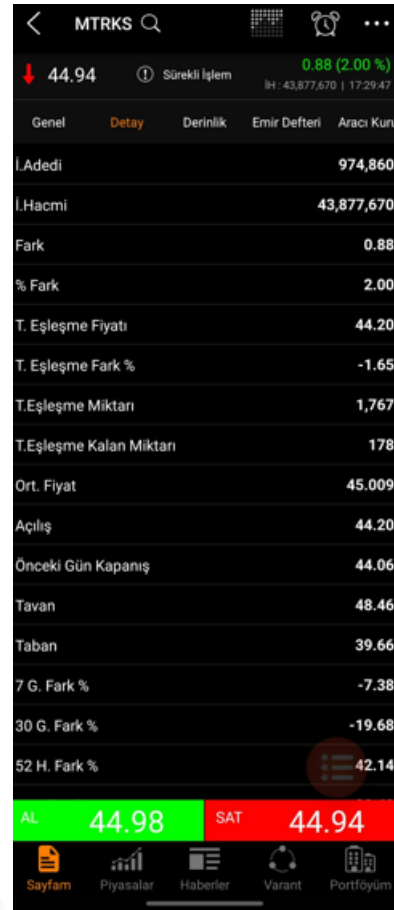 MTRKS
44.94 Sürekli İşlem 0.88 (2.00 %)
İH : 43,877,670 | 17:29:47
Genel Detay Derinlik Emir Defteri Aracı Kuru
İ.Adedi 974,860
İ.Hacmi 43,877,670
Fark 0.88
% Fark 2.00
T. Eşleşme Fiyatı 44.20
T. Eşleşme Fark % -1.65
T.Eşleşme Miktarı 1,767
T.Eşleşme Kalan Miktarı 178
Ort. Fiyat 45.009
Açılış 44.20
Önceki Gün Kapanış 44.06
Tavan 48.46
Taban 39.66
7 G. Fark % -7.38
30 G. Fark % -19.68
52 H. Fark % 42.14
AL 44.98 SAT 44.94
Sayfam Piyasalar Haberler Varant Portföyüm